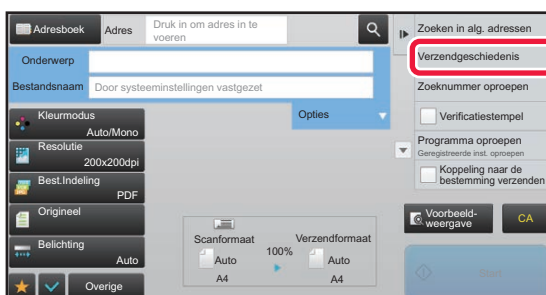 Adresboek
Adres
Druk in om adres in te
voeren
Zoeken in alg. adressen
Onderwerp
Verzendgeschiedenis
Bestandsnaam
Door systeeminstellingen vastgezet
Zoeknummer oproepen
Kleurmodus
Auto/Mono
Opties
Verificatiestempel
Resolutie
200x200dpi
Programma oproepen
Geregistreerde inst. oproepen
Best.Indeling
PDF
Koppeling naar de
bestemming verzenden
Origineel
Voorbeeld-
weergave
CA
Belichting
Auto
Scanformaat
100%
Verzendformaat
Auto
Auto
A4
A4
Overige
Start